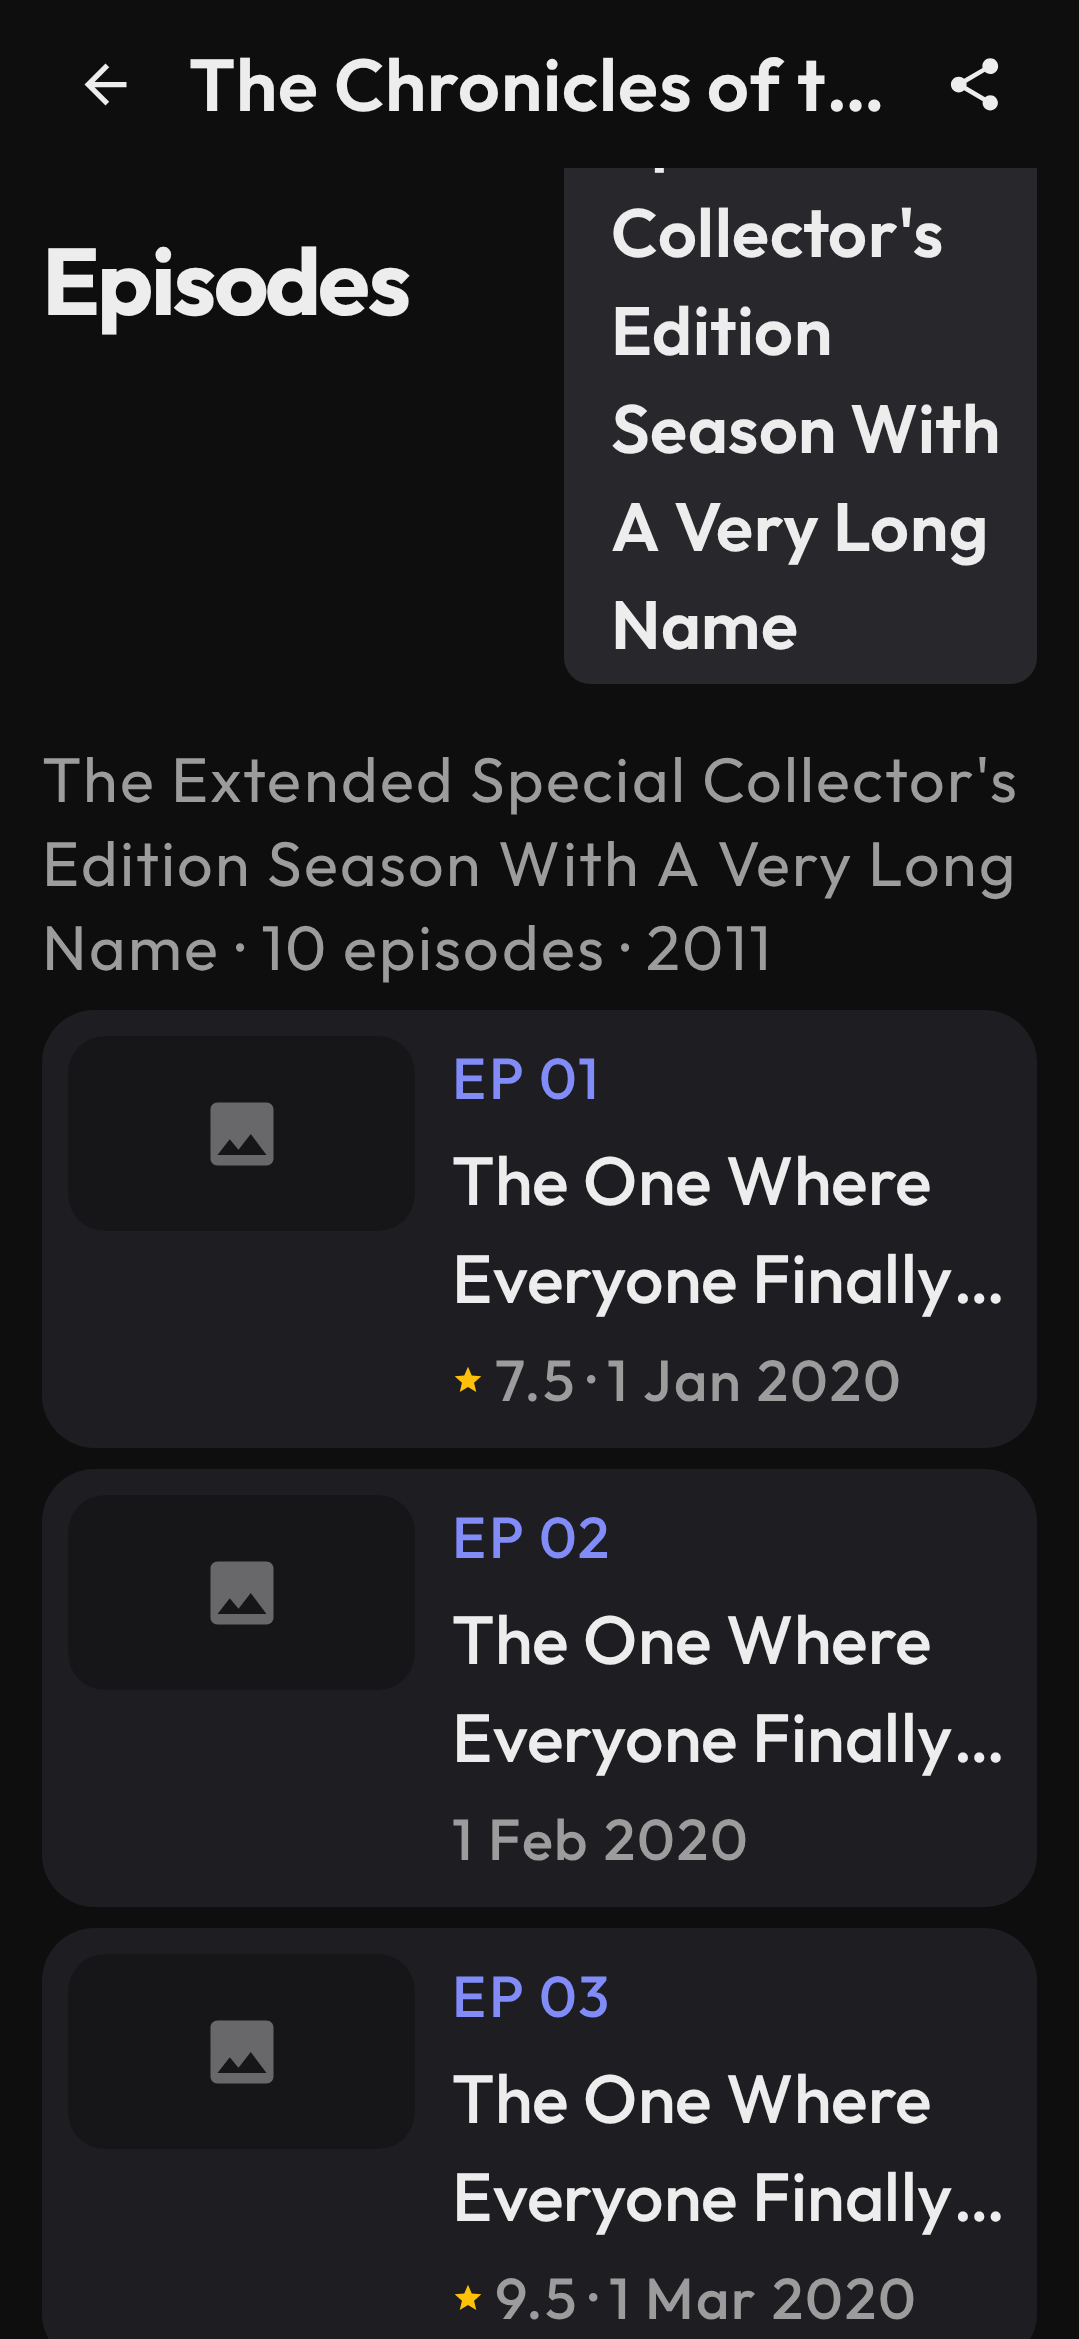 The Chronicles of t...
Episodes
Collector's
Edition
Season With
A Very Long
Name
The Extended Special Collector's
Edition Season With A Very Long
Name · 10 episodes · 2011
EP 01
The One Where
Everyone Finally...
7.5 · 1 Jan 2020
EP 02
The One Where
Everyone Finally...
1 Feb 2020
EP 03
The One Where
Everyone Finally...
9.5 · 1 Mar 2020